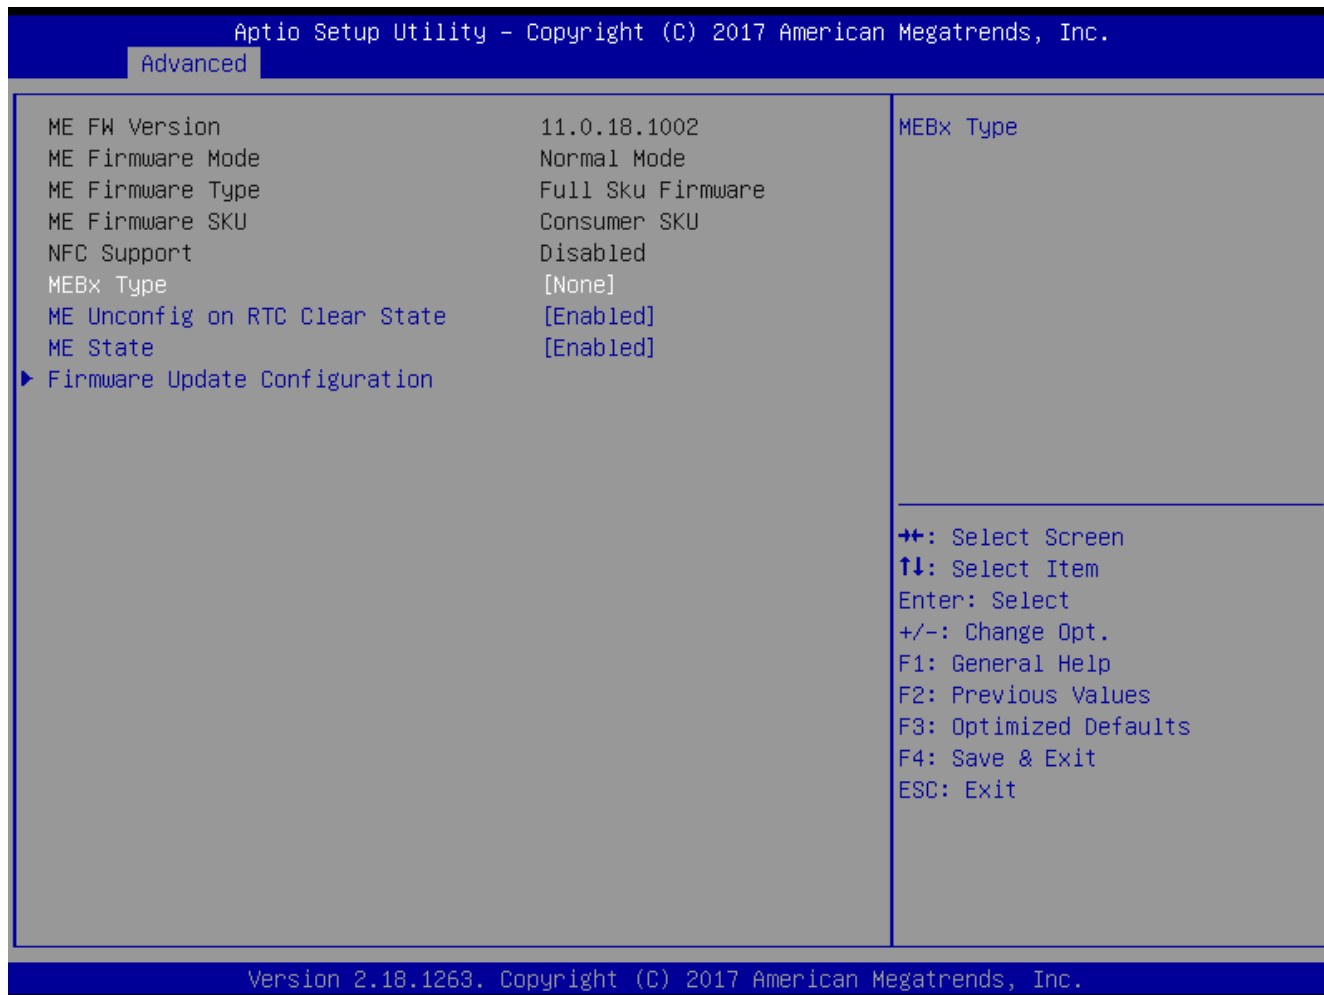 Aptio Setup Utility – Copyright (C) 2017 American Megatrends, Inc.
Advanced
ME FW Version 11.0.18.1002
ME Firmware Mode Normal Mode
ME Firmware Type Full Sku Firmware
ME Firmware SKU Consumer SKU
NFC Support Disabled
MEBx Type [None]
ME Unconfig on RTC Clear State [Enabled]
ME State [Enabled]
▶ Firmware Update Configuration
MEBx Type
→←: Select Screen
↑↓: Select Item
Enter: Select
+/-: Change Opt.
F1: General Help
F2: Previous Values
F3: Optimized Defaults
F4: Save & Exit
ESC: Exit
Version 2.18.1263. Copyright (C) 2017 American Megatrends, Inc.